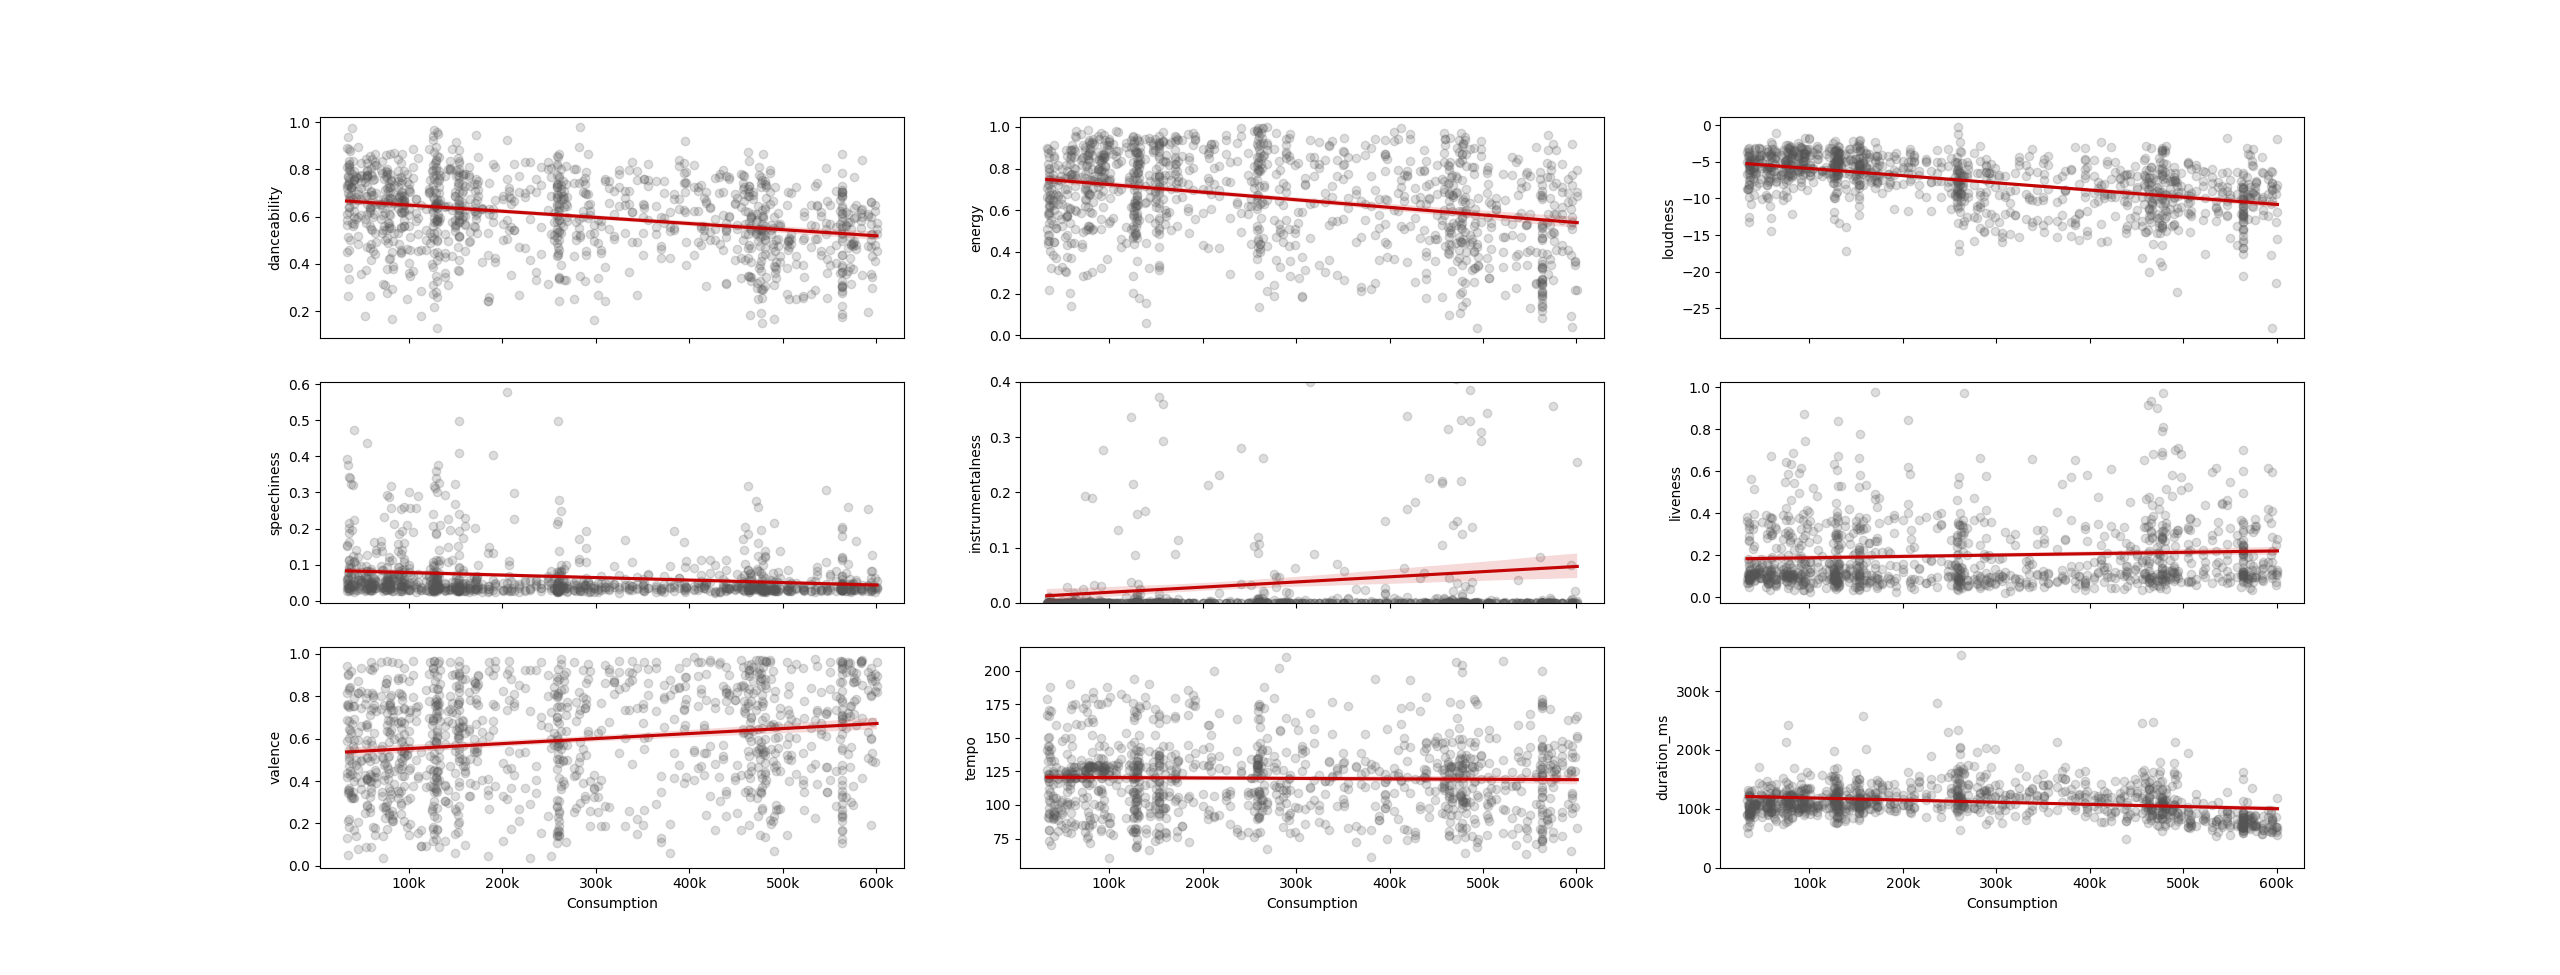 danceability
1.0
0.8
0.6
0.4
0.2
energy
1.0
0.8
0.6
0.4
0.2
0.0
loudness
0
−5
−10
−15
−20
−25
speechiness
0.6
0.5
0.4
0.3
0.2
0.1
0.0
instrumentalness
0.4
0.3
0.2
0.1
0.0
liveness
1.0
0.8
0.6
0.4
0.2
0.0
valence
1.0
0.8
0.6
0.4
0.2
0.0
100k 200k 300k 400k 500k 600k
Consumption
tempo
200
175
150
125
100
75
100k 200k 300k 400k 500k 600k
Consumption
duration_ms
300k
200k
100k
0
100k 200k 300k 400k 500k 600k
Consumption